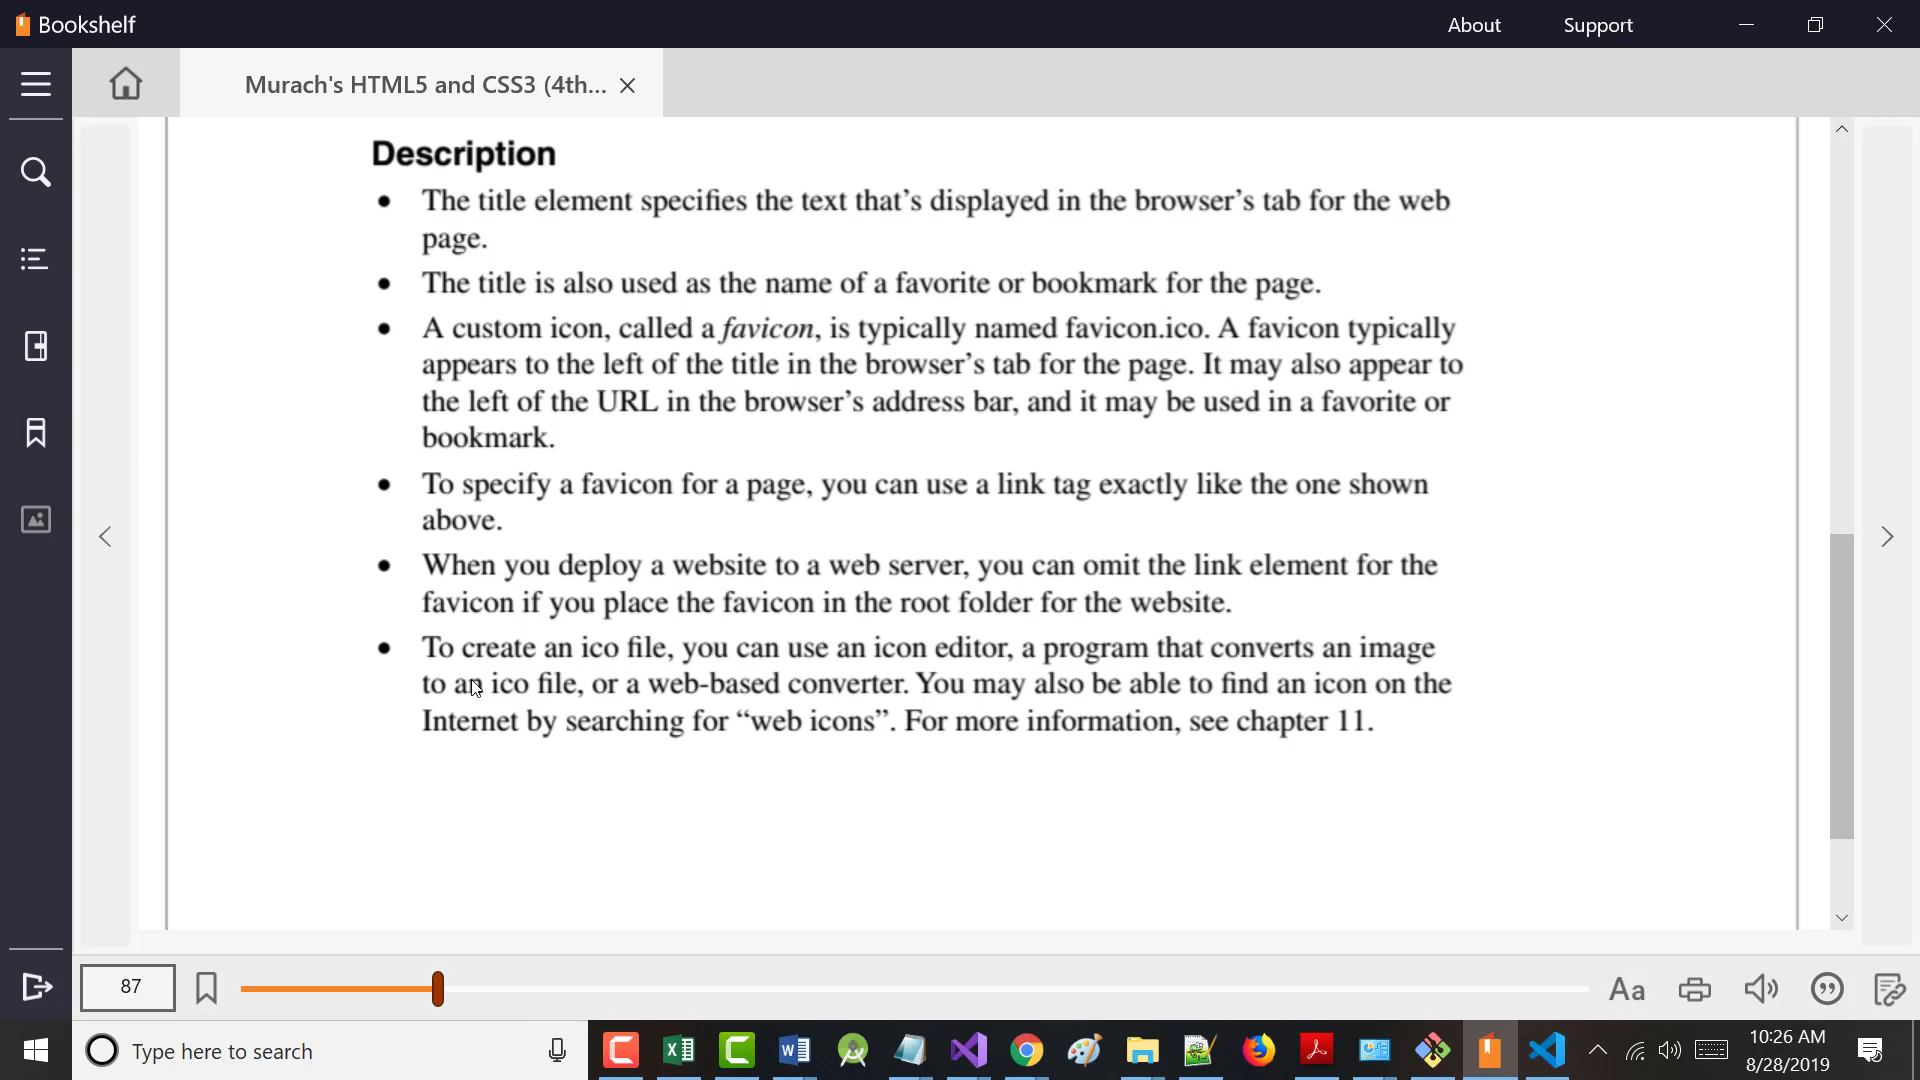 Bookshelf
About
Support
Murach's HTML5 and CSS3 (4th...
Description
• The title element specifies the text that's displayed in the browser's tab for the web
page.
• The title is also used as the name of a favorite or bookmark for the page.
• A custom icon, called a favicon, is typically named favicon.ico. A favicon typically
appears to the left of the title in the browser's tab for the page. It may also appear to
the left of the URL in the browser's address bar, and it may be used in a favorite or
bookmark.
• To specify a favicon for a page, you can use a link tag exactly like the one shown
above.
• When you deploy a website to a web server, you can omit the link element for the
favicon if you place the favicon in the root folder for the website.
• To create an ico file, you can use an icon editor, a program that converts an image
to an ico file, or a web-based converter. You may also be able to find an icon on the
Internet by searching for “web icons”. For more information, see chapter 11.
87
Aa
Type here to search
10:26 AM
8/28/2019